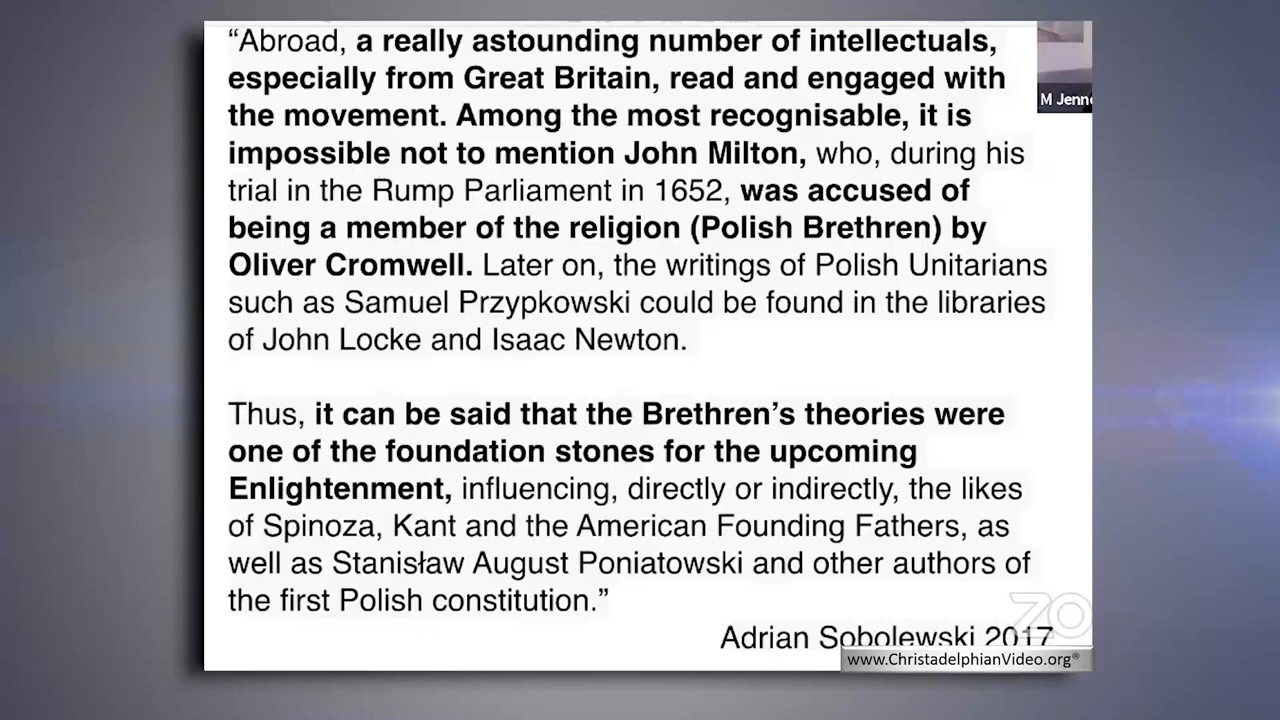 “Abroad, a really astounding number of intellectuals,
especially from Great Britain, read and engaged with
the movement. Among the most recognisable, it is
impossible not to mention John Milton, who, during his
trial in the Rump Parliament in 1652, was accused of
being a member of the religion (Polish Brethren) by
Oliver Cromwell. Later on, the writings of Polish Unitarians
such as Samuel Przypkowski could be found in the libraries
of John Locke and Isaac Newton.
Thus, it can be said that the Brethren’s theories were
one of the foundation stones for the upcoming
Enlightenment, influencing, directly or indirectly, the likes
of Spinoza, Kant and the American Founding Fathers, as
well as Stanisław August Poniatowski and other authors of
the first Polish constitution.”
Adrian Sobolewski 2017
M Jenn
www.ChristadelphianVideo.org®